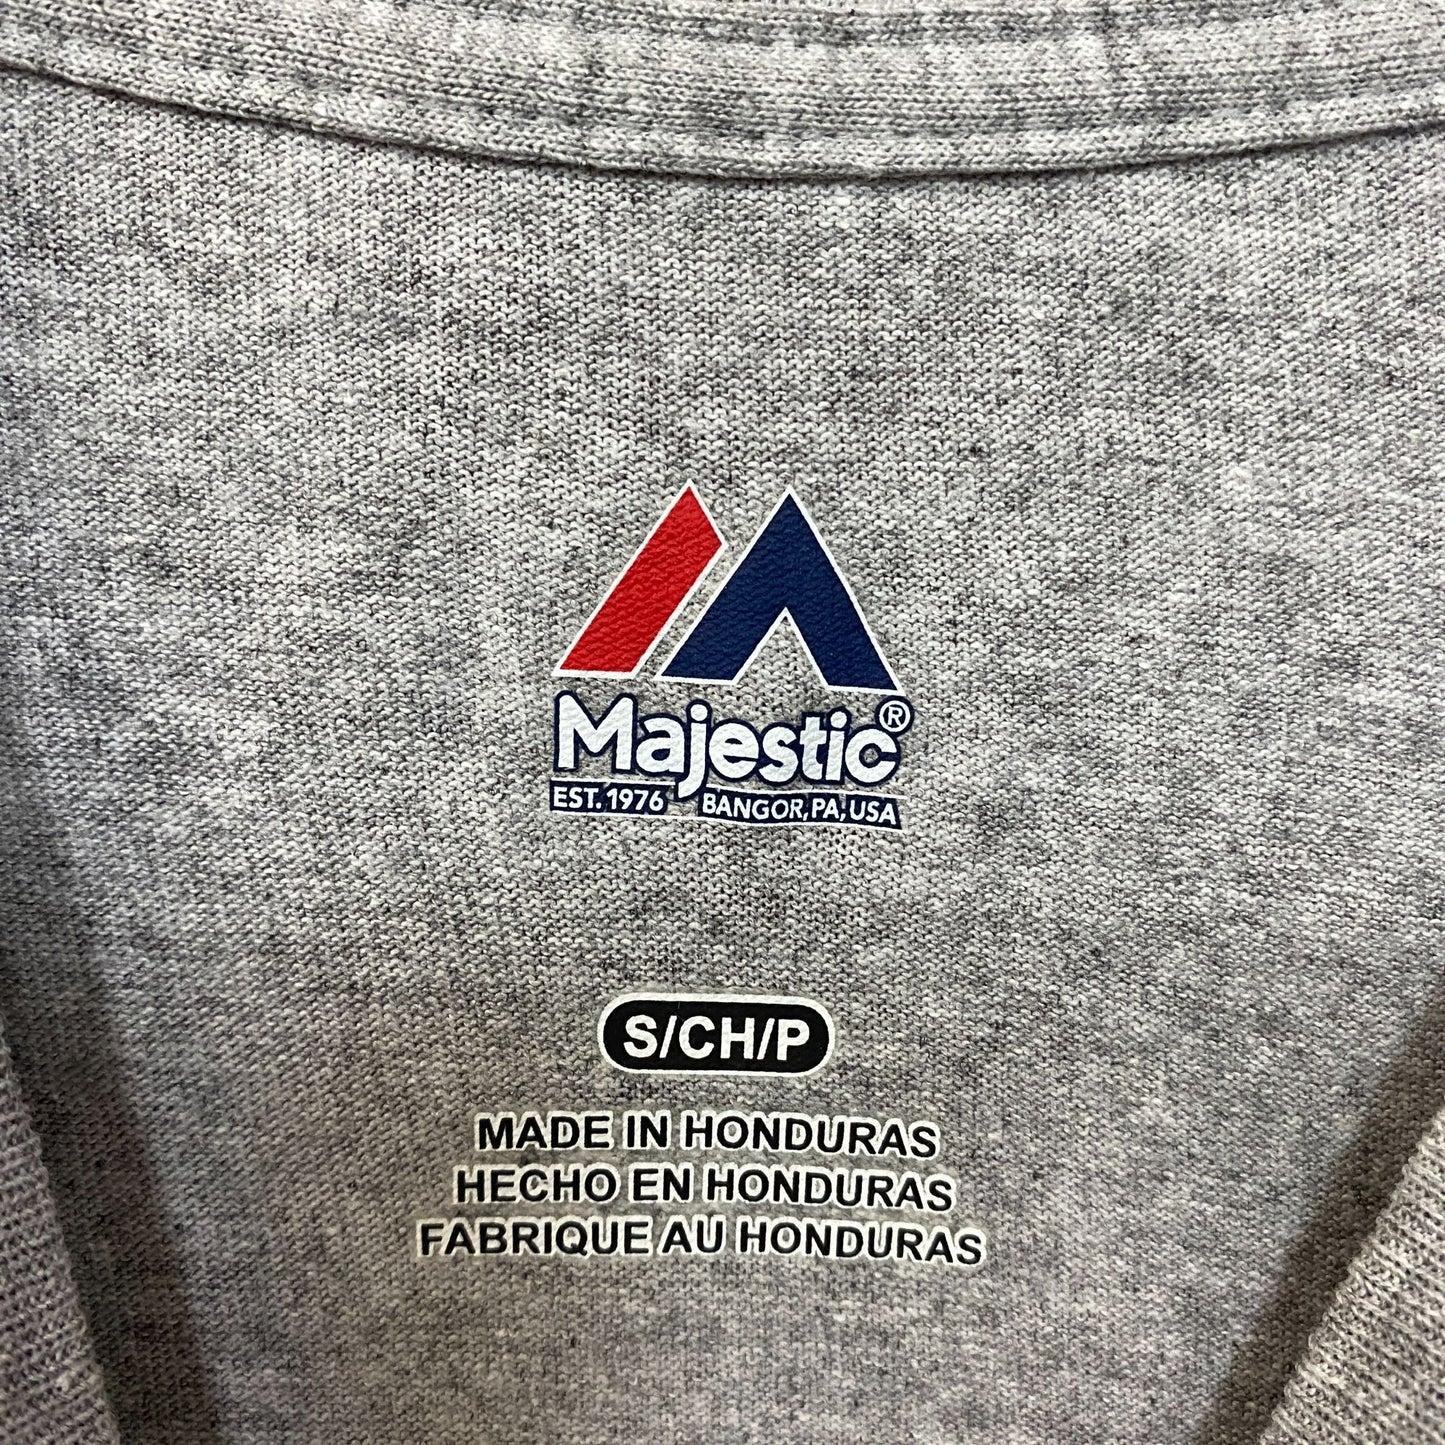 Majestic®
EST. 1976 BANGOR, PA, USA
S/CH/P
MADE IN HONDURAS
HECHO EN HONDURAS
FABRIQUE AU HONDURAS